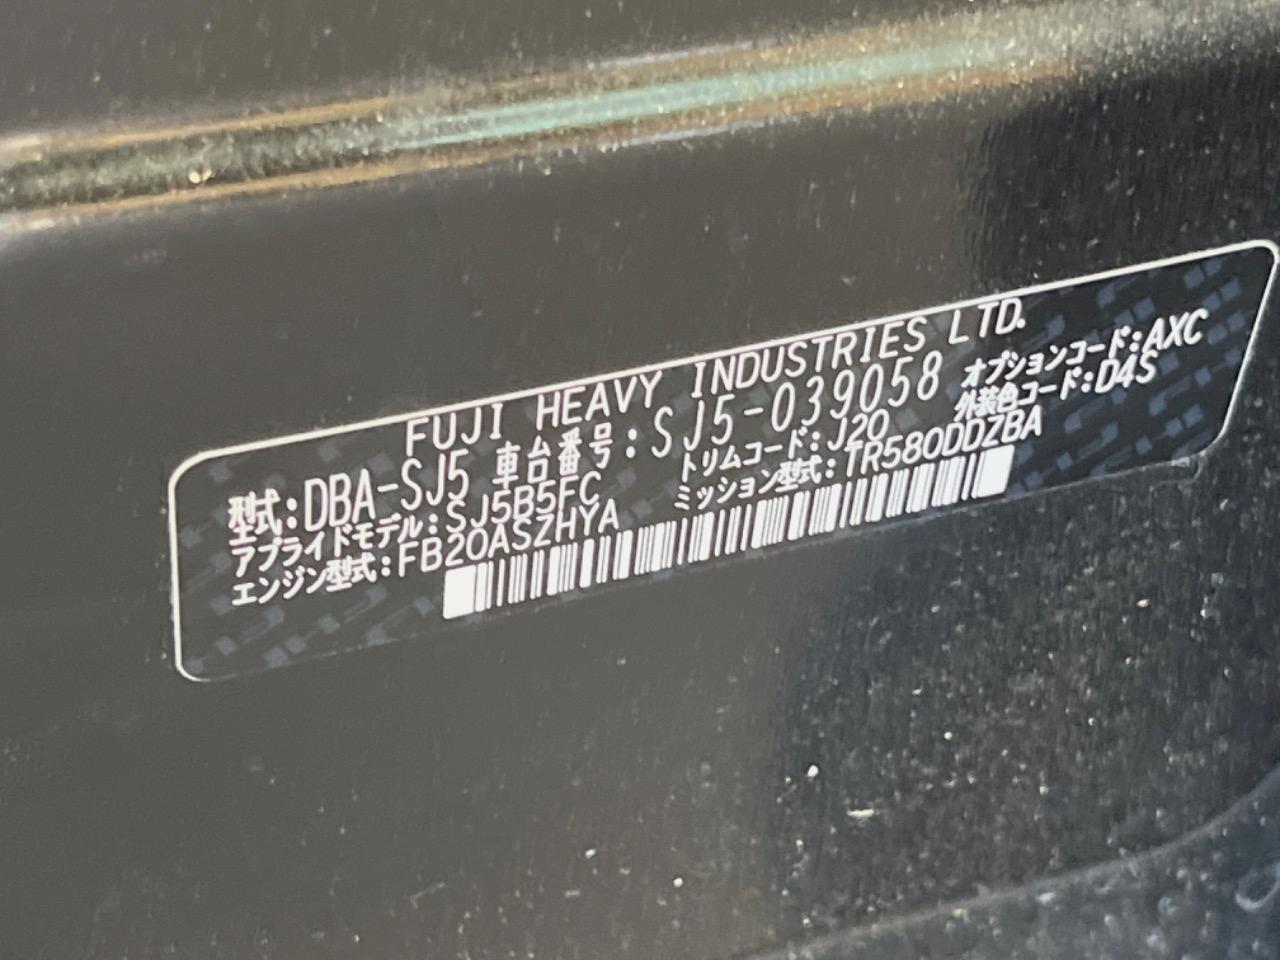 FUJI HEAVY INDUSTRIES LTD.
型式:DBA-SJ5 車台番号:SJ5-039058 オプションコード:AXC
アプライドモデル:SJ5B5FC トリムコード:J20 外装色コード:D4S
エンジン型式:FB20ASZHYA ミッション型式:TR580DDZBA